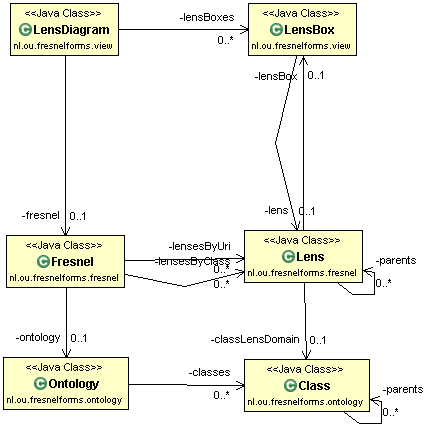 <<Java Class>>
LensDiagram
nl.ou.fresnelforms.view
-lensBoxes
0..*
<<Java Class>>
LensBox
nl.ou.fresnelforms.view
-lensBox
0..1
-fresnel
0..1
-lens
0..1
<<Java Class>>
Fresnel
nl.ou.fresnelforms.fresnel
-lensesByUri
0..*
-lensesByClass
0..*
<<Java Class>>
Lens
nl.ou.fresnelforms.fresnel
-parents
0..*
-ontology
0..1
-classLensDomain
0..1
<<Java Class>>
Ontology
nl.ou.fresnelforms.ontology
-classes
0..*
<<Java Class>>
Class
nl.ou.fresnelforms.ontology
-parents
0..*